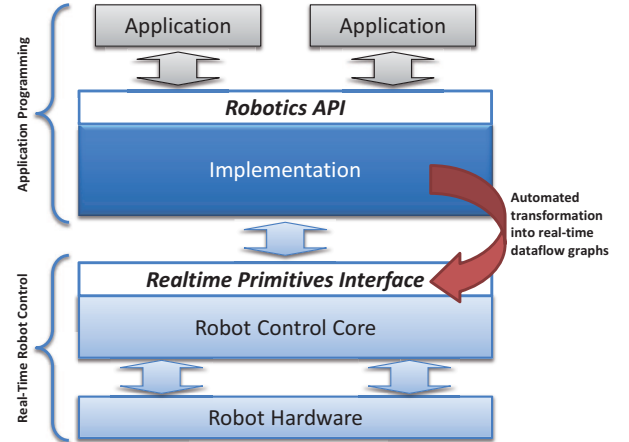 Application Programming
Application
Application
Robotics API
Implementation
Automated
transformation
into real-time
dataflow graphs
Real-Time Robot Control
Realtime Primitives Interface
Robot Control Core
Robot Hardware